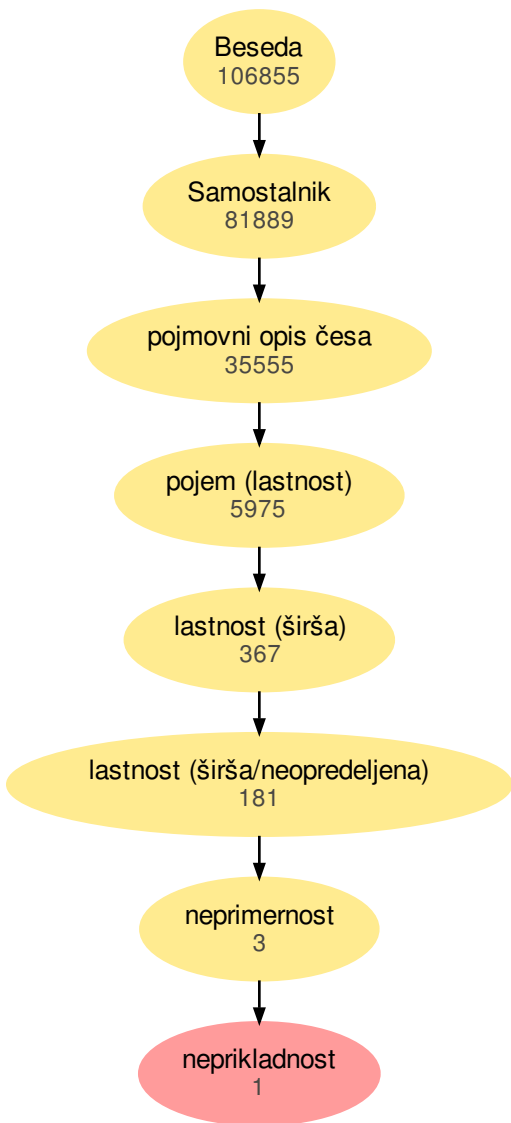 Beseda
106855
Samostalnik
81889
pojmovni opis česa
35555
pojem (lastnost)
5975
lastnost (širša)
367
lastnost (širša/neopredeljena)
181
neprimernost
3
neprikladnost
1